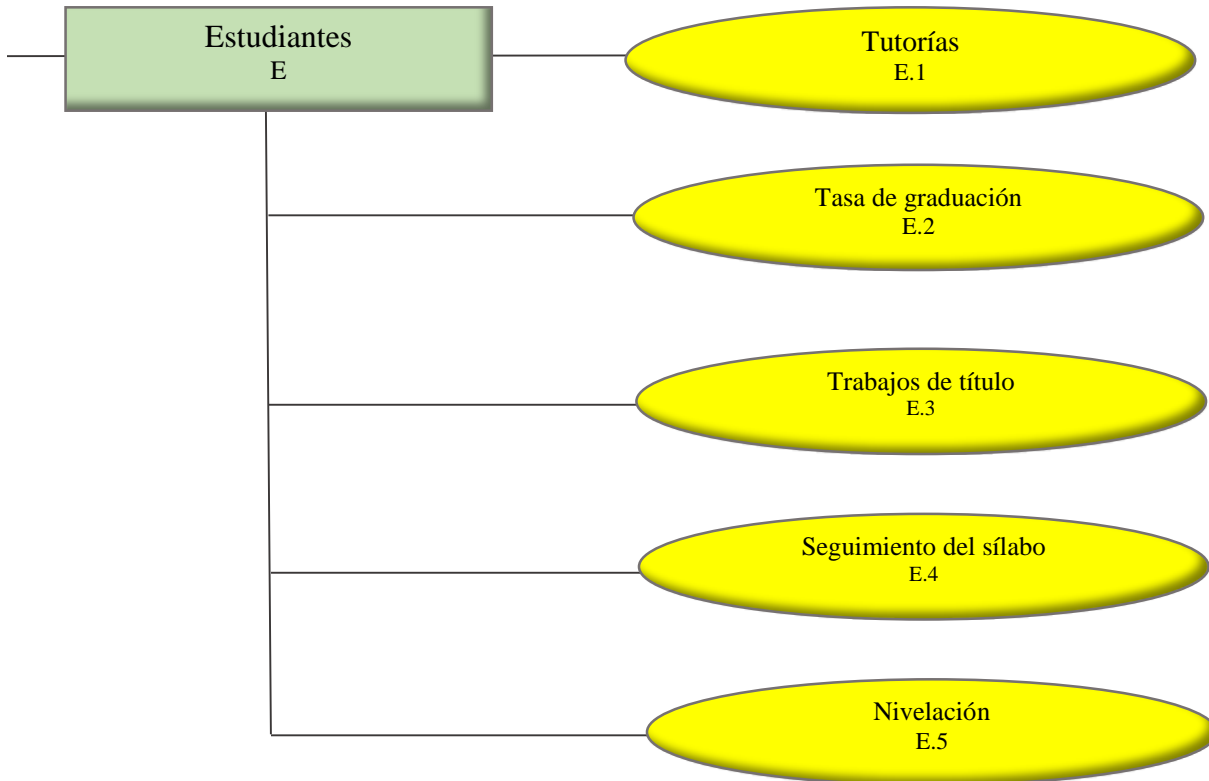 Estudiantes
E
Tutorías
E.1
Tasa de graduación
E.2
Trabajos de título
E.3
Seguimiento del sílabo
E.4
Nivelación
E.5